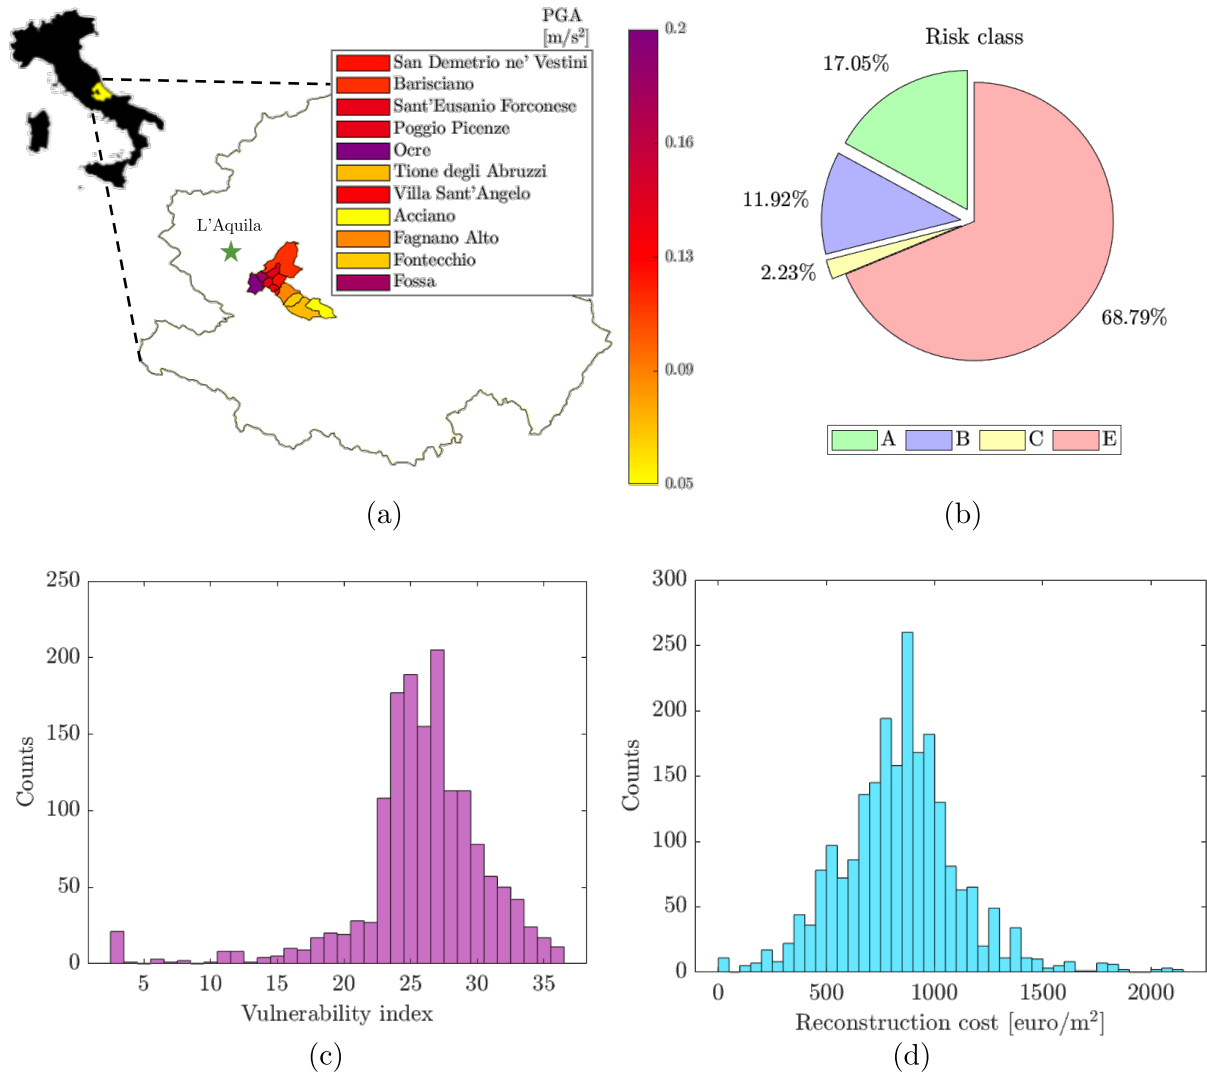 PGA
[m/s²]
San Demetrio ne' Vestini
Barisciano
Sant'Eusanio Forconese
Poggio Picenze
Ocre
Tione degli Abruzzi
Villa Sant'Angelo
Acciano
Fagnano Alto
Fontecchio
Fossa
L'Aquila
0.2
0.16
0.13
0.09
0.05
(a)
Risk class
17.05%
11.92%
2.23%
68.79%
A B C E
(b)
250
200
150
100
50
0
Counts
5 10 15 20 25 30 35
Vulnerability index
(c)
300
250
200
150
100
50
0
Counts
0 500 1000 1500 2000
Reconstruction cost [euro/m²]
(d)